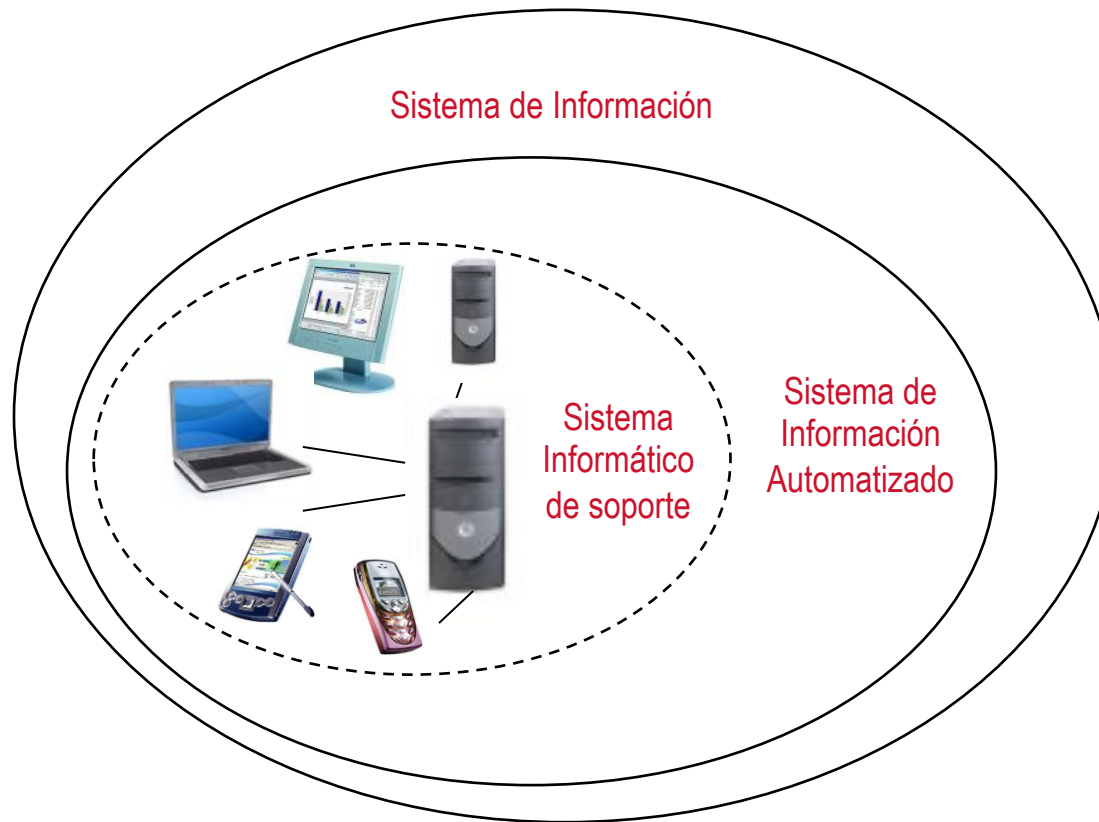 Sistema de Información
Sistema
Informático
de soporte
Sistema de
Información
Automatizado